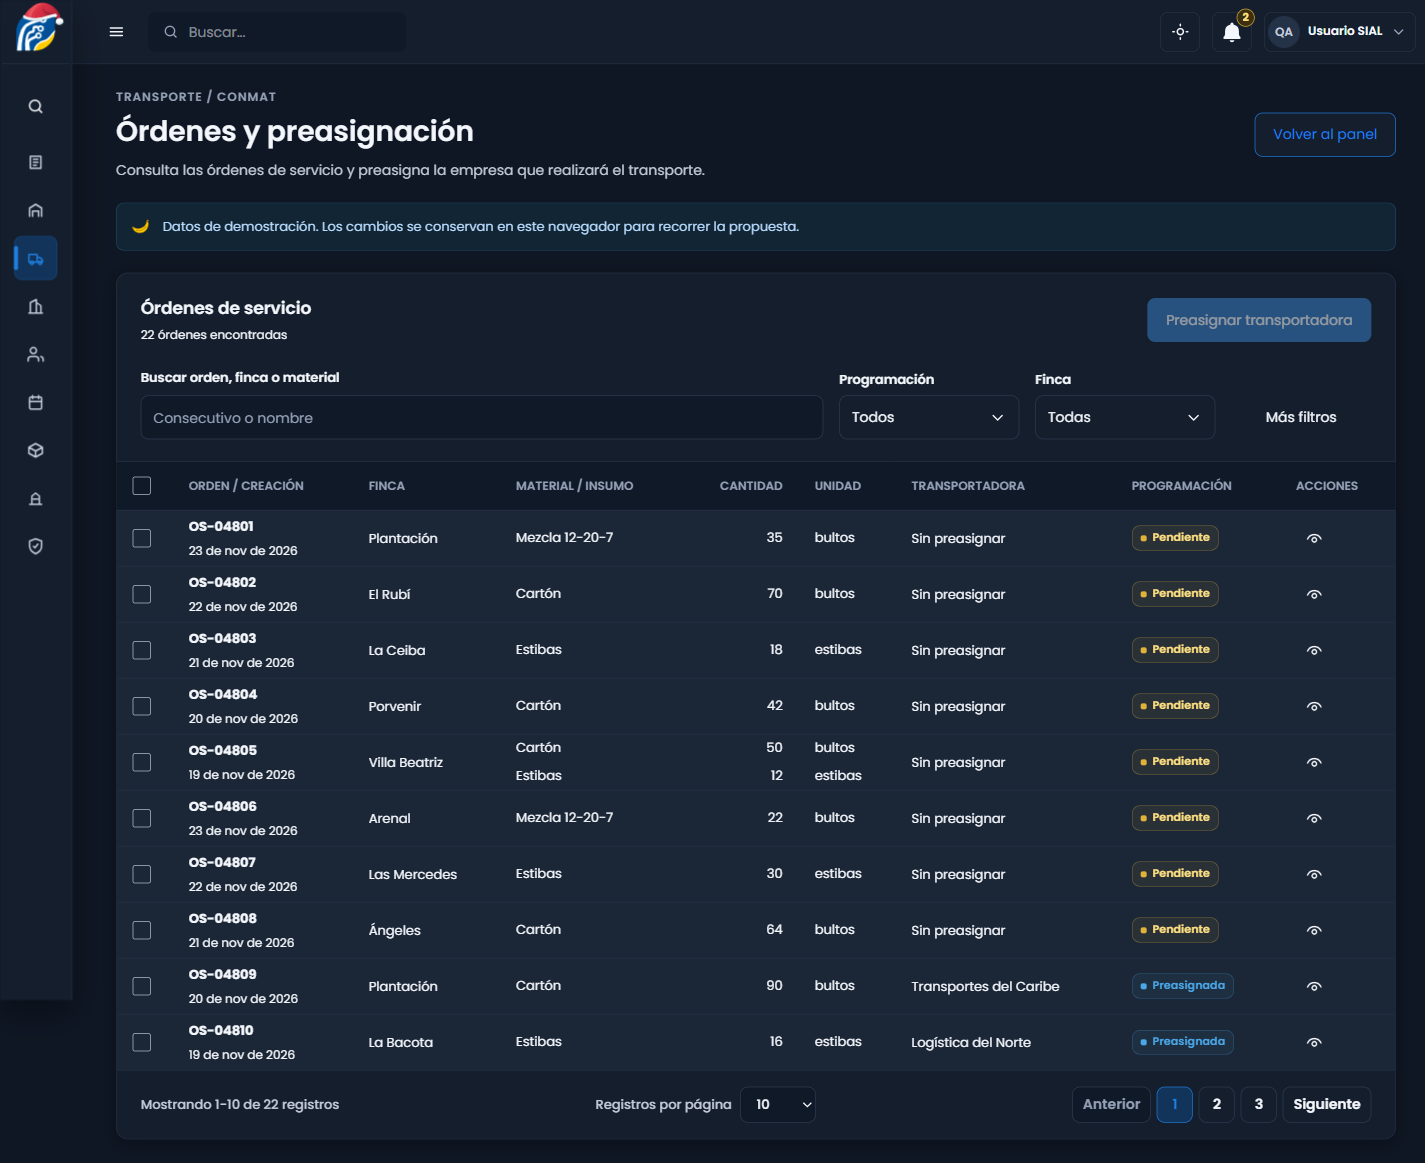 Buscar...
2
QA
Usuario SIAL
TRANSPORTE / CONMAT
Órdenes y preasignación
Volver al panel
Consulta las órdenes de servicio y preasigna la empresa que realizará el transporte.
Datos de demostración. Los cambios se conservan en este navegador para recorrer la propuesta.
Órdenes de servicio
22 órdenes encontradas
Preasignar transportadora
Buscar orden, finca o material
Programación
Finca
Consecutivo o nombre
Todos
Todas
Más filtros
ORDEN / CREACIÓN FINCA MATERIAL / INSUMO CANTIDAD UNIDAD TRANSPORTADORA PROGRAMACIÓN ACCIONES
OS-04801
23 de nov de 2026
Plantación Mezcla 12-20-7 35 bultos Sin preasignar Pendiente
OS-04802
22 de nov de 2026
El Rubí Cartón 70 bultos Sin preasignar Pendiente
OS-04803
21 de nov de 2026
La Ceiba Estibas 18 estibas Sin preasignar Pendiente
OS-04804
20 de nov de 2026
Porvenir Cartón 42 bultos Sin preasignar Pendiente
OS-04805
19 de nov de 2026
Villa Beatriz
Cartón 50 bultos
Estibas 12 estibas
Sin preasignar Pendiente
OS-04806
23 de nov de 2026
Arenal Mezcla 12-20-7 22 bultos Sin preasignar Pendiente
OS-04807
22 de nov de 2026
Las Mercedes Estibas 30 estibas Sin preasignar Pendiente
OS-04808
21 de nov de 2026
Ángeles Cartón 64 bultos Sin preasignar Pendiente
OS-04809
20 de nov de 2026
Plantación Cartón 90 bultos Transportes del Caribe Preasignada
OS-04810
19 de nov de 2026
La Bacota Estibas 16 estibas Logística del Norte Preasignada
Mostrando 1-10 de 22 registros
Registros por página 10
Anterior 1 2 3 Siguiente